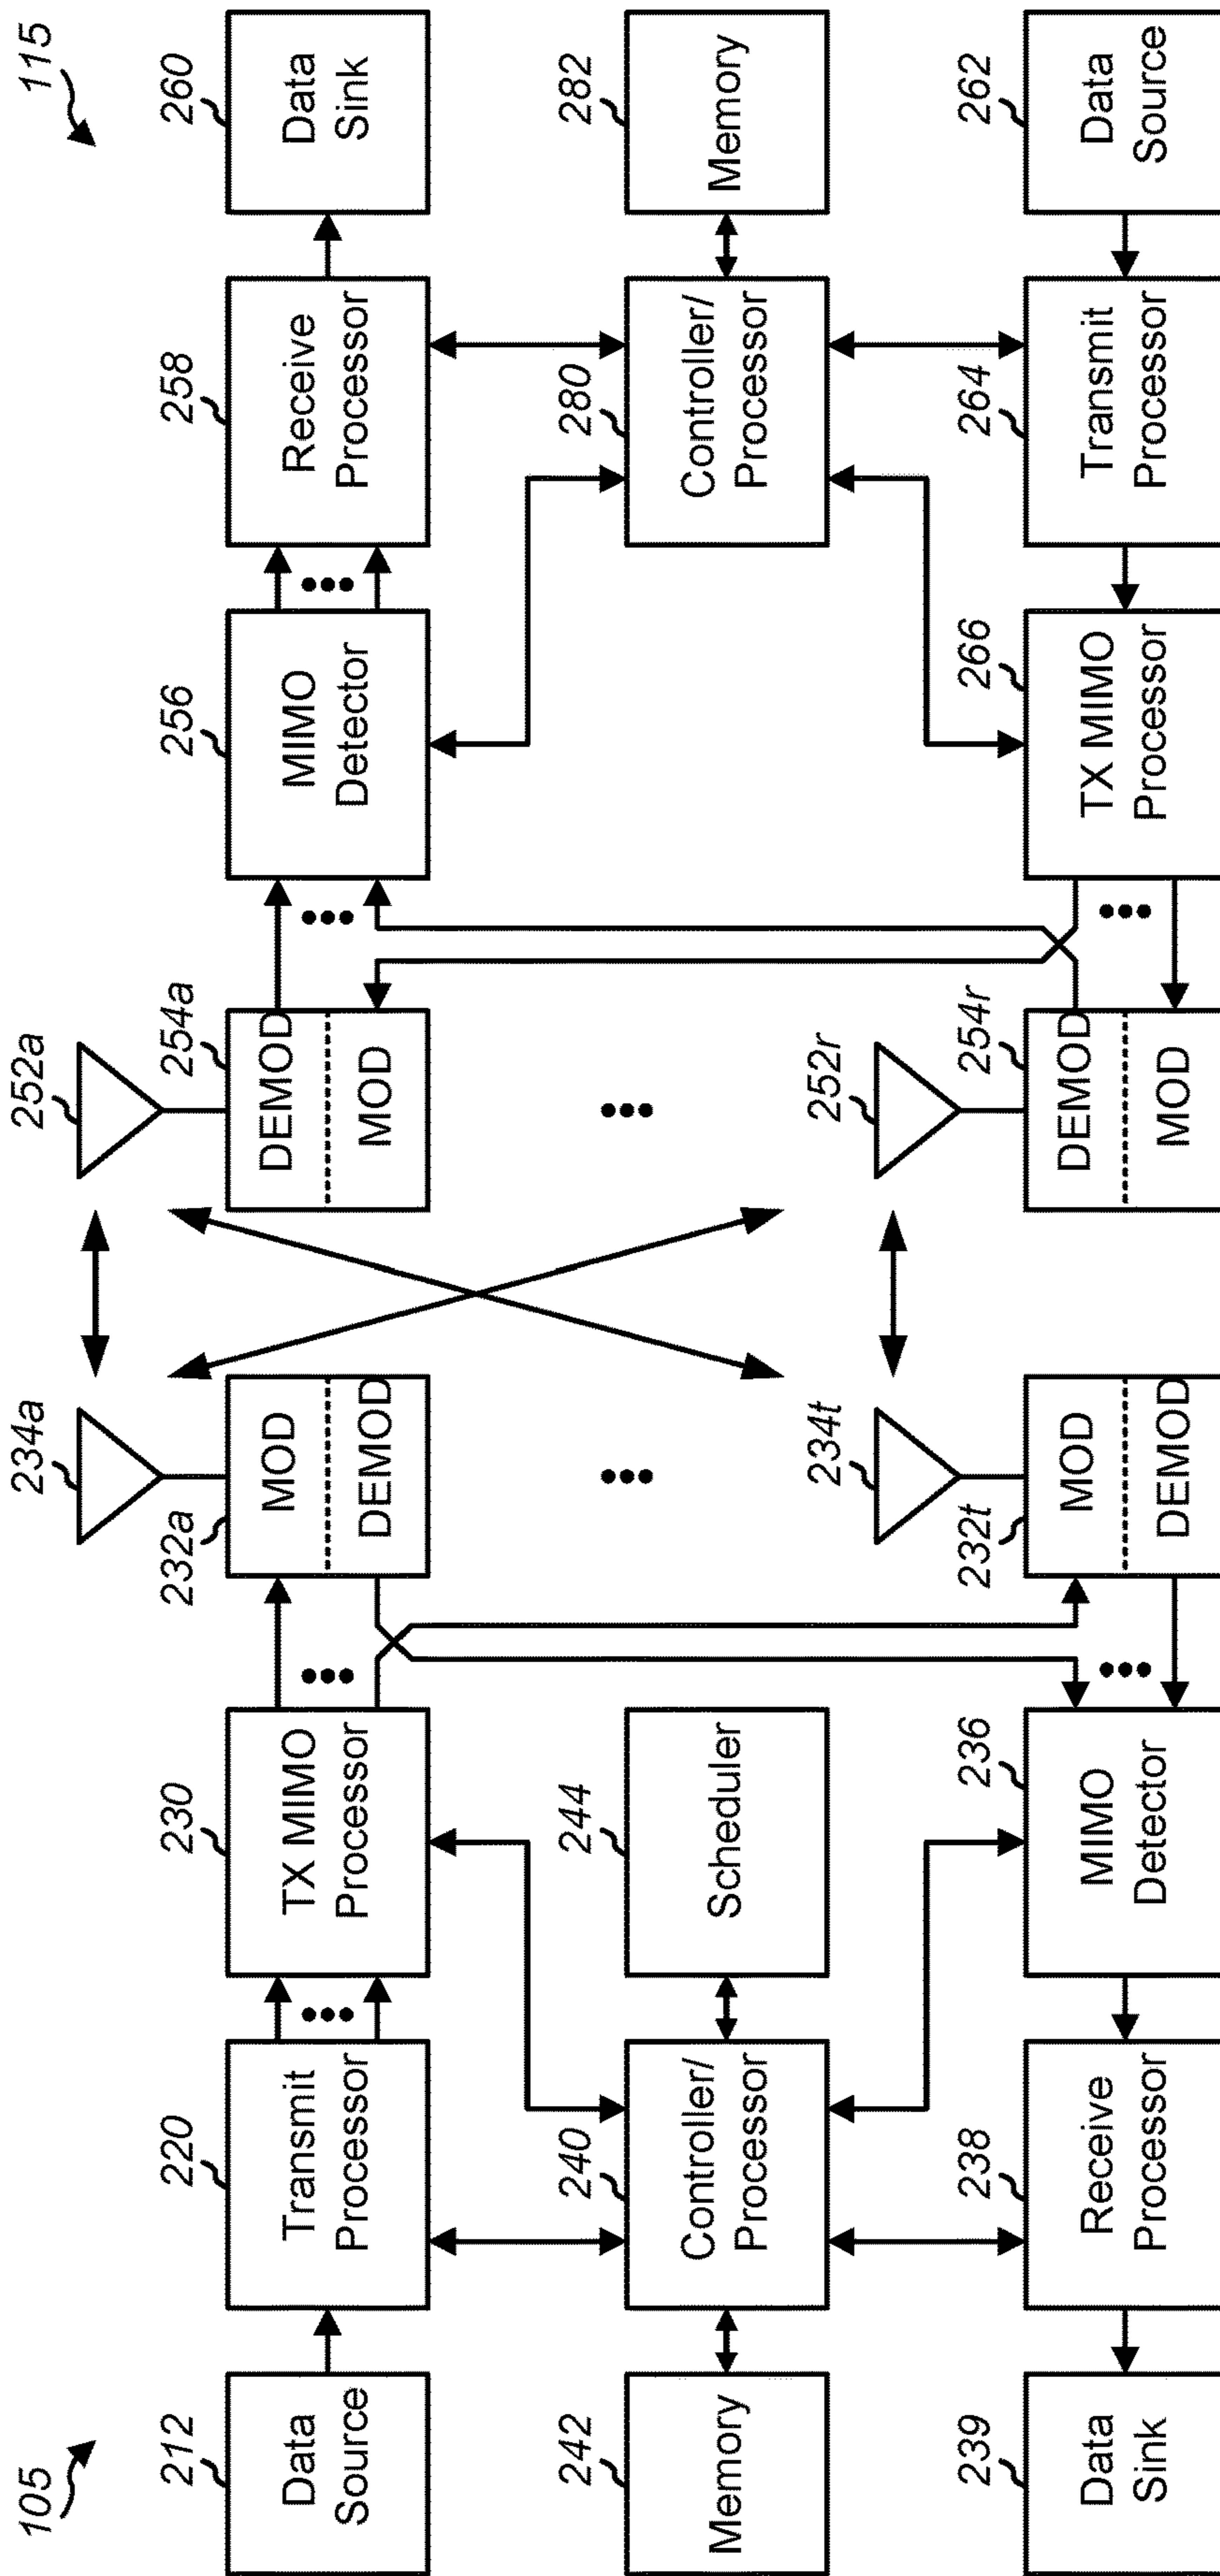 105
115
212
Data
Source
220
Transmit
Processor
230
TX MIMO
Processor
232a
MOD
DEMOD
234a
252a
254a
DEMOD
MOD
256
MIMO
Detector
258
Receive
Processor
260
Data
Sink
242
Memory
240
Controller/
Processor
244
Scheduler
280
Controller/
Processor
282
Memory
239
Data
Sink
238
Receive
Processor
236
MIMO
Detector
232t
MOD
DEMOD
234t
252r
254r
DEMOD
MOD
266
TX MIMO
Processor
264
Transmit
Processor
262
Data
Source